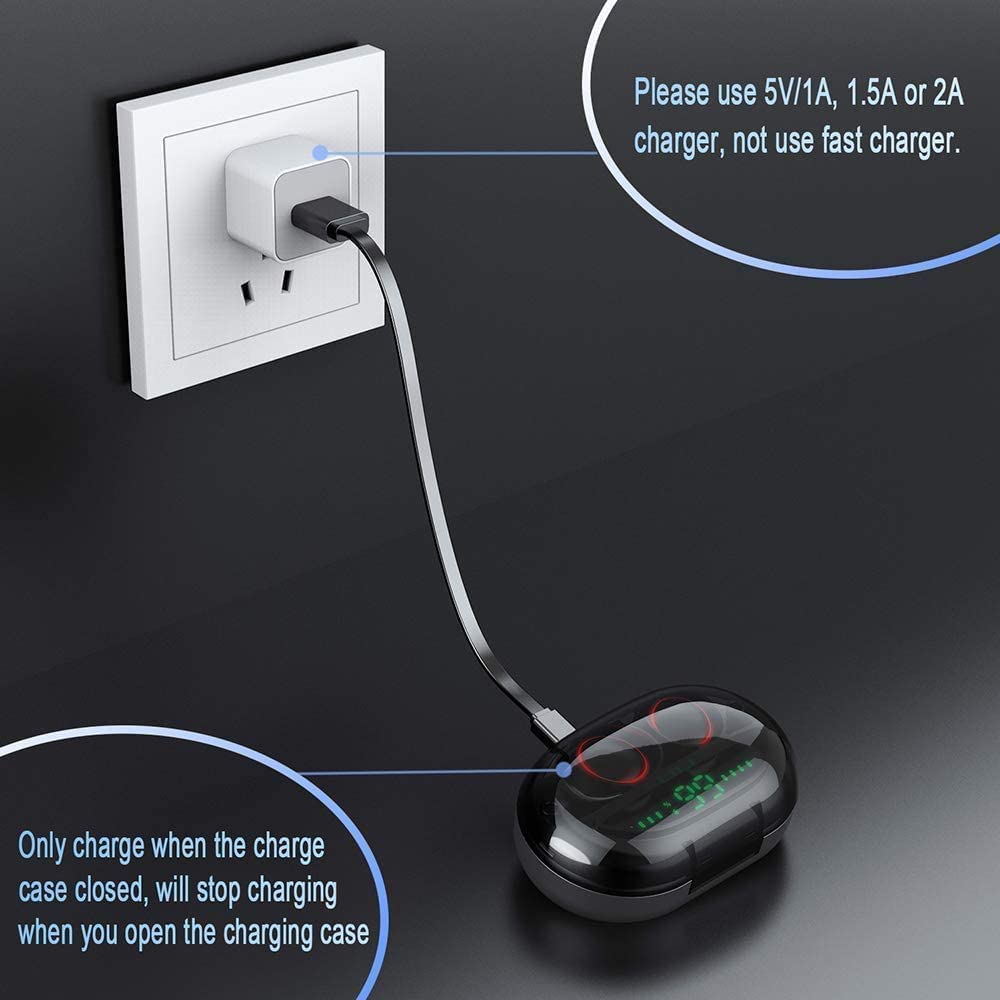 Please use 5V/1A, 1.5A or 2A
charger, not use fast charger.
99
%
Only charge when the charge
case closed, will stop charging
when you open the charging case